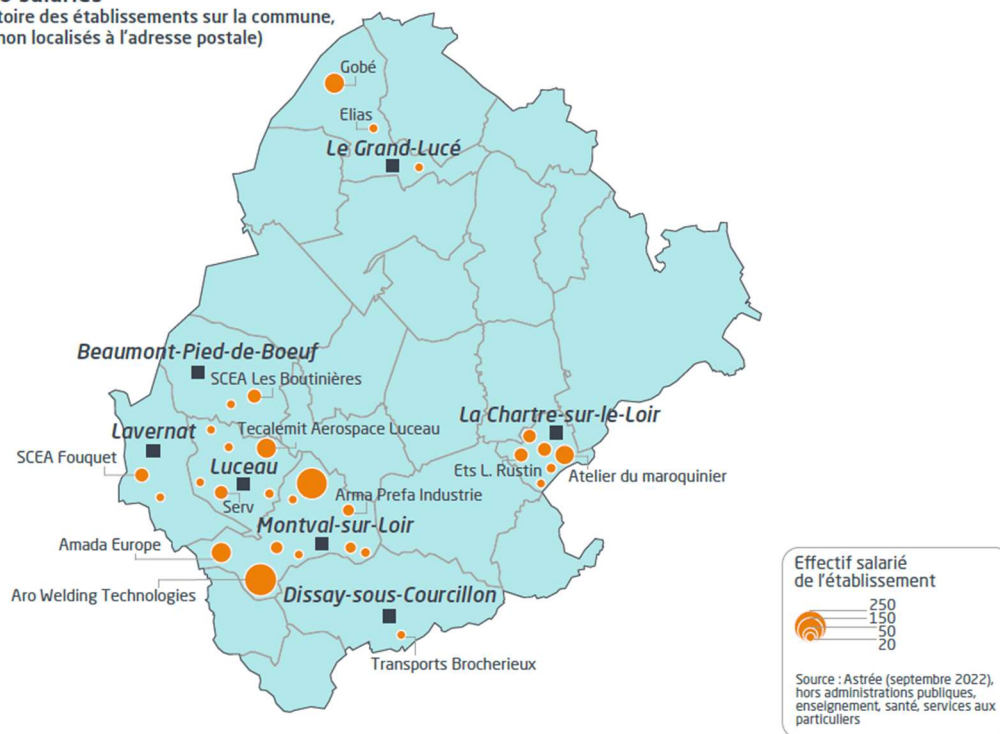 salariés
toire des établissements sur la commune,
non localisés à l'adresse postale)
Gobé
Elias
Le Grand-Lucé
Beaumont-Pied-de-Boeuf
SCEA Les Boutinières
La Chartre-sur-le-Loir
Lavernat
Tecalemit Aerospace Luceau
SCEA Fouquet
Luceau
Ets L. Rustin
Atelier du maroquinier
Serv
Arma Prefa Industrie
Montval-sur-Loir
Amada Europe
Aro Welding Technologies
Dissay-sous-Courcillon
Transports Brocherieux
Effectif salarié
de l'établissement
250
150
50
20
Source : Astrée (septembre 2022),
hors administrations publiques,
enseignement, santé, services aux
particuliers